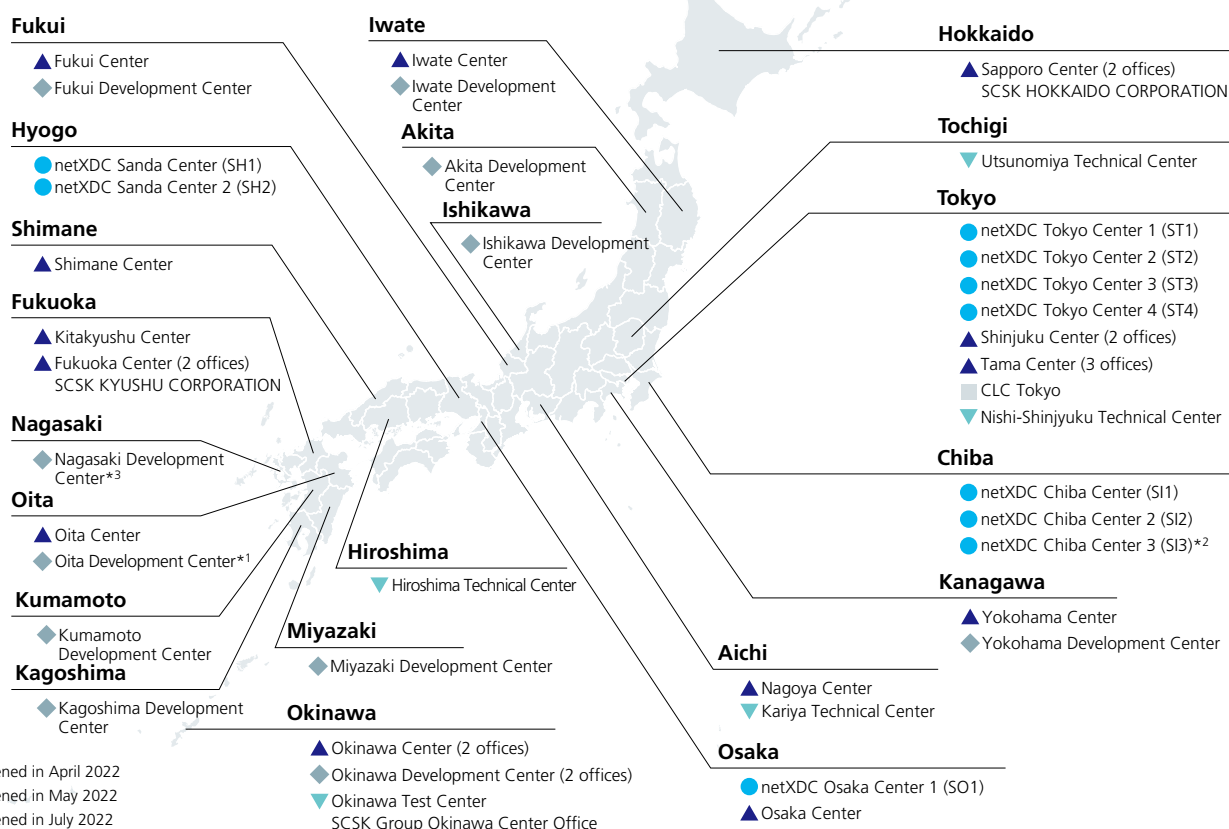 Fukui
Fukui Center
Fukui Development Center
Hyogo
netXDC Sanda Center (SH1)
netXDC Sanda Center 2 (SH2)
Shimane
Shimane Center
Fukuoka
Kitakyushu Center
Fukuoka Center (2 offices)
SCSK KYUSHU CORPORATION
Nagasaki
Nagasaki Development
Center*3
Oita
Oita Center
Oita Development Center*1
Kumamoto
Kumamoto
Development Center
Kagoshima
Kagoshima Development
Center
Iwate
Iwate Center
Iwate Development
Center
Akita
Akita Development
Center
Ishikawa
Ishikawa Development
Center
Hiroshima
Hiroshima Technical Center
Miyazaki
Miyazaki Development Center
Okinawa
Okinawa Center (2 offices)
Okinawa Development Center (2 offices)
Okinawa Test Center
SCSK Group Okinawa Center Office
Hokkaido
Sapporo Center (2 offices)
SCSK HOKKAIDO CORPORATION
Tochigi
Utsunomiya Technical Center
Tokyo
netXDC Tokyo Center 1 (ST1)
netXDC Tokyo Center 2 (ST2)
netXDC Tokyo Center 3 (ST3)
netXDC Tokyo Center 4 (ST4)
Shinjuku Center (2 offices)
Tama Center (3 offices)
CLC Tokyo
Nishi-Shinjyuku Technical Center
Chiba
netXDC Chiba Center (SI1)
netXDC Chiba Center 2 (SI2)
netXDC Chiba Center 3 (SI3)*2
Kanagawa
Yokohama Center
Yokohama Development Center
Aichi
Nagoya Center
Kariya Technical Center
Osaka
netXDC Osaka Center 1 (SO1)
Osaka Center
ened in April 2022
ened in May 2022
ened in July 2022